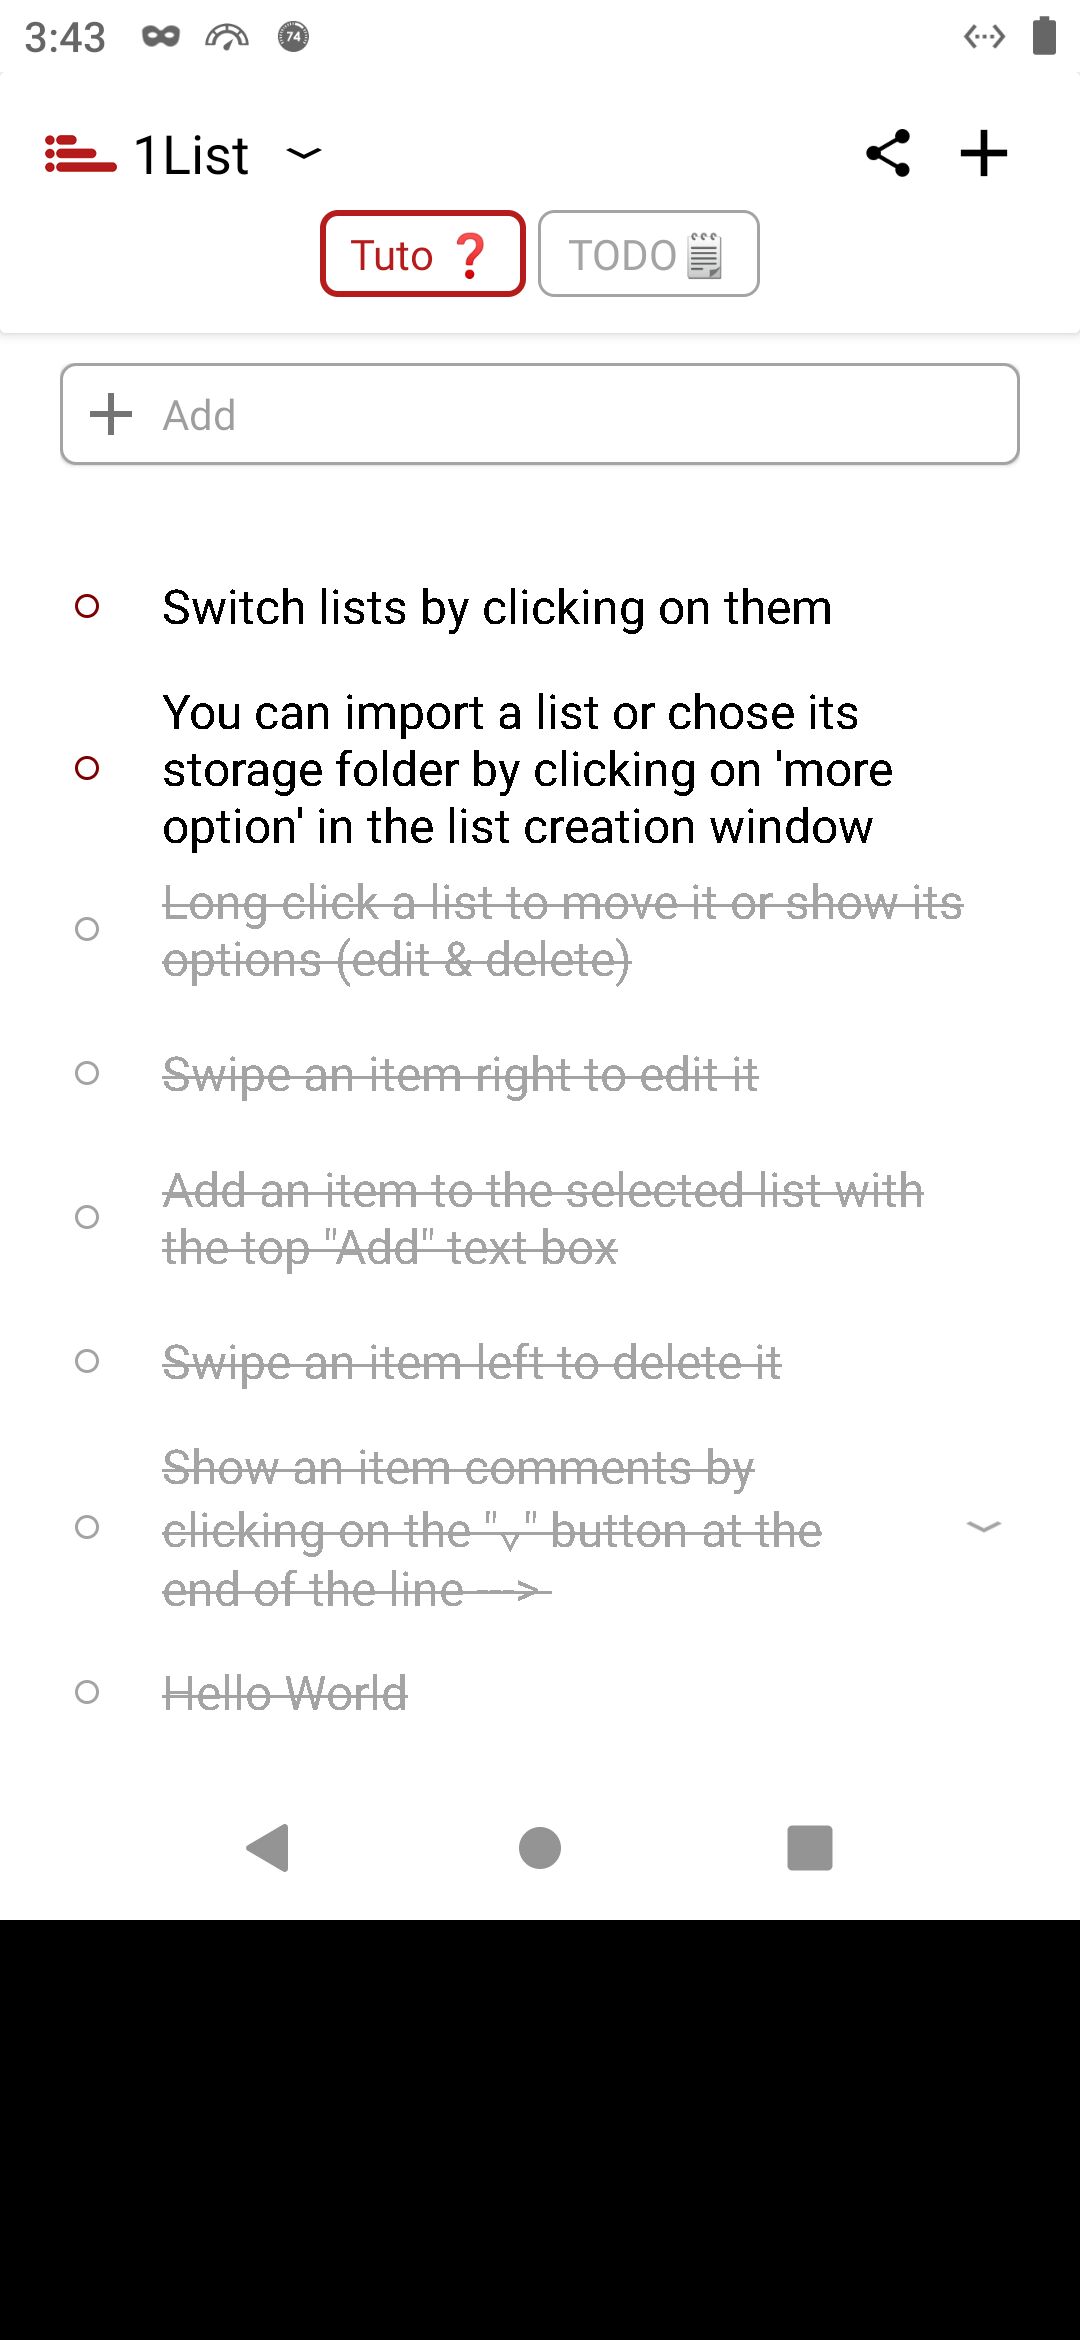 3:43
74
1List
Tuto ❓
TODO🗒
Add
Switch lists by clicking on them
You can import a list or chose its
storage folder by clicking on 'more
option' in the list creation window
Long click a list to move it or show its
options (edit & delete)
Swipe an item right to edit it
Add an item to the selected list with
the top "Add" text box
Swipe an item left to delete it
Show an item comments by
clicking on the "⌄" button at the
end of the line --->
Hello World